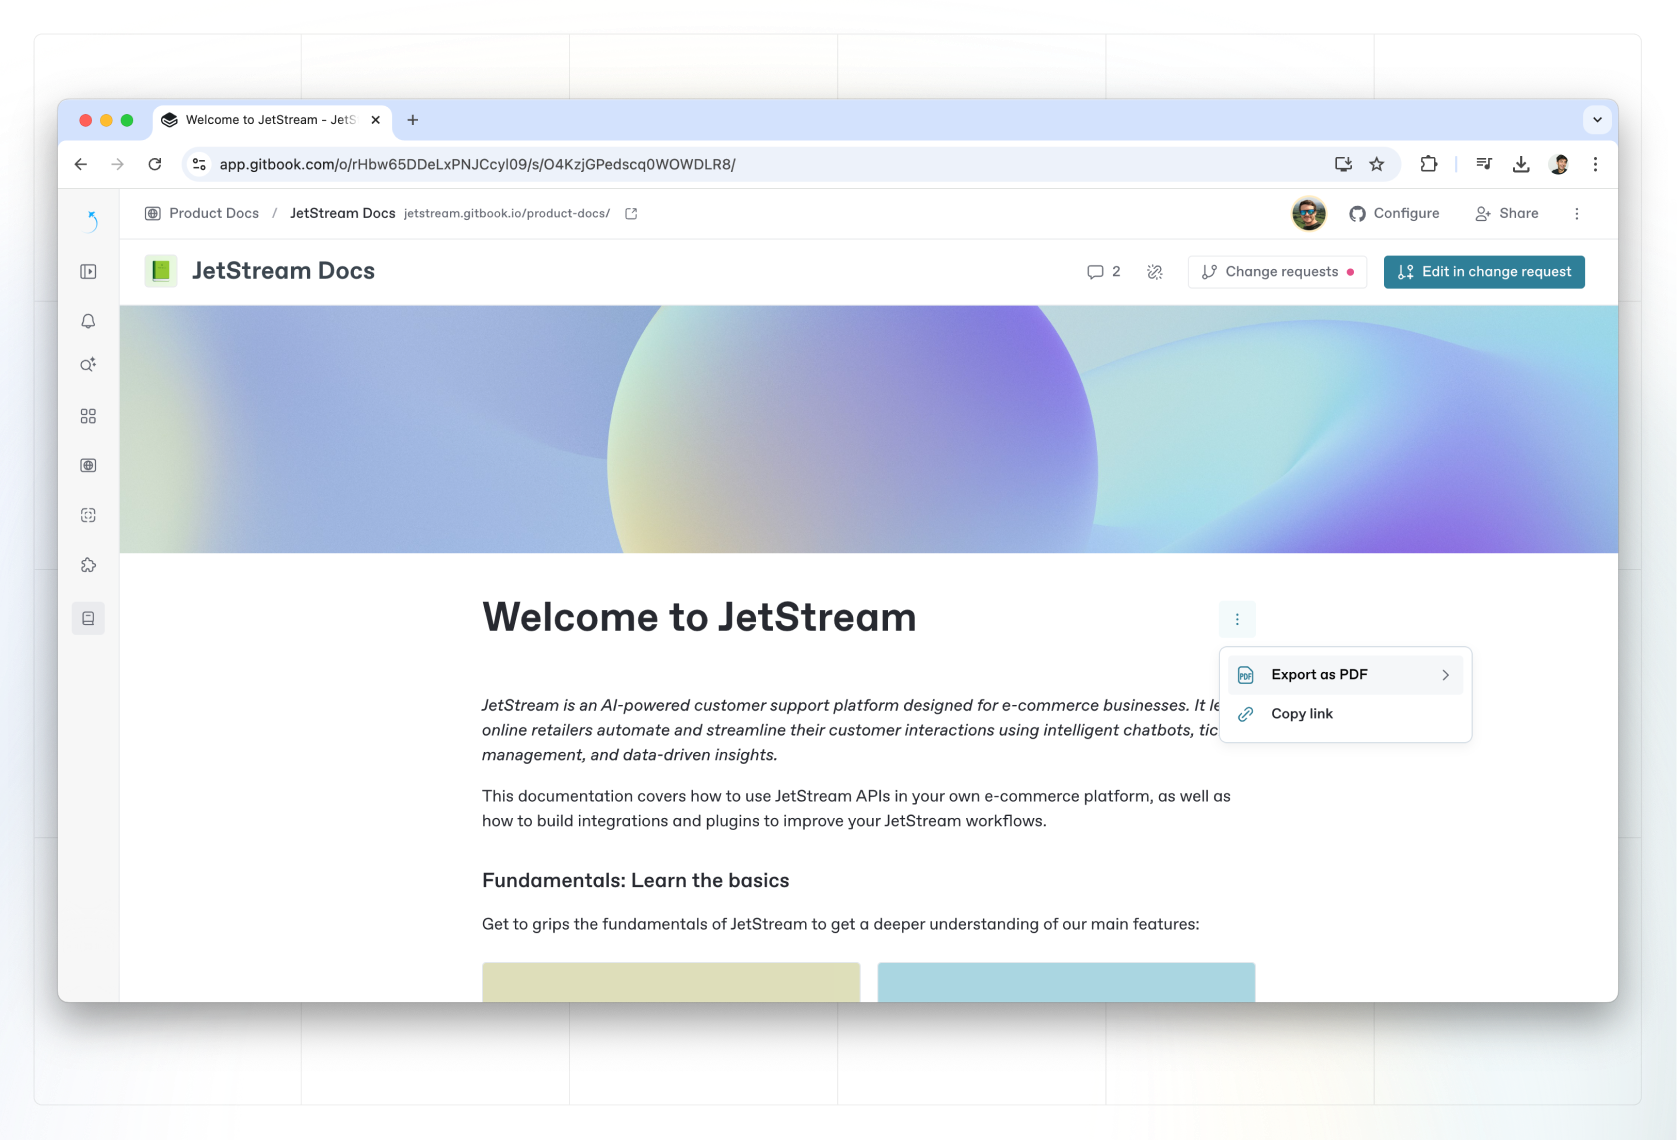 Welcome to JetStream - JetS
app.gitbook.com/o/rHbw65DDeLxPNJCcyl09/s/O4KzjGPedscq0WOWDLR8/
Product Docs / JetStream Docs jetstream.gitbook.io/product-docs/
Configure
Share
JetStream Docs
2
Change requests
Edit in change request
Welcome to JetStream
PDF Export as PDF
Copy link
JetStream is an AI-powered customer support platform designed for e-commerce businesses. It le
online retailers automate and streamline their customer interactions using intelligent chatbots, tic
management, and data-driven insights.
This documentation covers how to use JetStream APIs in your own e-commerce platform, as well as
how to build integrations and plugins to improve your JetStream workflows.
Fundamentals: Learn the basics
Get to grips the fundamentals of JetStream to get a deeper understanding of our main features: